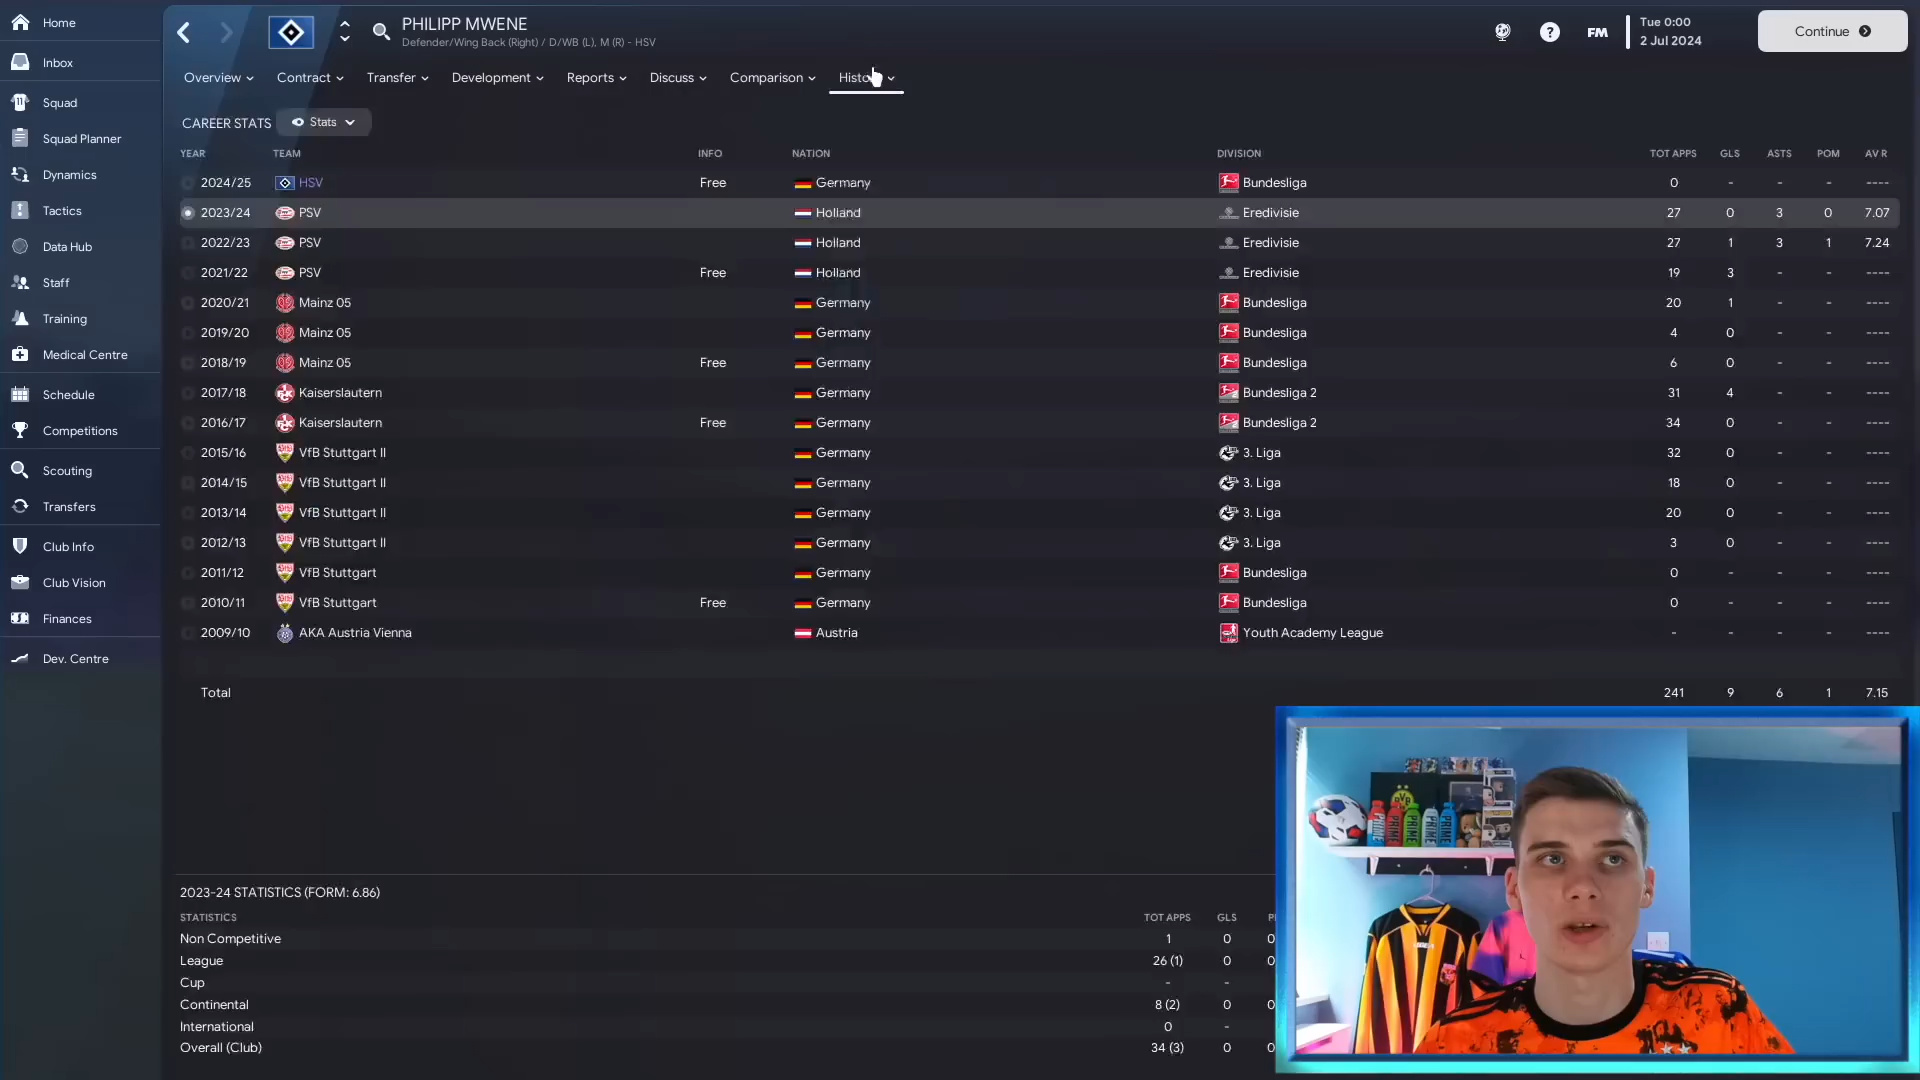 Home
Inbox
Squad
Squad Planner
Dynamics
Tactics
Data Hub
Staff
Training
Medical Centre
Schedule
Competitions
Scouting
Transfers
Club Info
Club Vision
Finances
Dev. Centre
PHILIPP MWENE
Defender/Wing Back (Right) / D/WB (L), M (R) - HSV
FM
Tue 0:00
2 Jul 2024
Continue
Overview Contract Transfer Development Reports Discuss Comparison
CAREER STATS Stats
YEAR TEAM INFO NATION DIVISION TOT APPS GLS ASTS POM AV R
2024/25 HSV Free Germany Bundesliga 0 - - - ----
2023/24 PSV Holland Eredivisie 27 0 3 0 7.07
2022/23 PSV Holland Eredivisie 27 1 3 1 7.24
2021/22 PSV Free Holland Eredivisie 19 3 - - ----
2020/21 Mainz 05 Germany Bundesliga 20 1 - - ----
2019/20 Mainz 05 Germany Bundesliga 4 0 - - ----
2018/19 Mainz 05 Free Germany Bundesliga 6 0 - - ----
2017/18 Kaiserslautern Germany Bundesliga 2 31 4 - - ----
2016/17 Kaiserslautern Free Germany Bundesliga 2 34 0 - - ----
2015/16 VfB Stuttgart II Germany 3. Liga 32 0 - - ----
2014/15 VfB Stuttgart II Germany 3. Liga 18 0 - - ----
2013/14 VfB Stuttgart II Germany 3. Liga 20 0 - - ----
2012/13 VfB Stuttgart II Germany 3. Liga 3 0 - - ----
2011/12 VfB Stuttgart Germany Bundesliga 0 - - - ----
2010/11 VfB Stuttgart Free Germany Bundesliga 0 - - - ----
2009/10 AKA Austria Vienna Austria Youth Academy League - - - - ----
Total 241 9 6 1 7.15
2023-24 STATISTICS (FORM: 6.86)
STATISTICS TOT APPS GLS
Non Competitive 1 0 0
League 26 (1) 0 0
Cup - -
Continental 8 (2) 0 0
International 0 -
Overall (Club) 34 (3) 0 0
PRIME PRIME PRIME PRIME PRIME